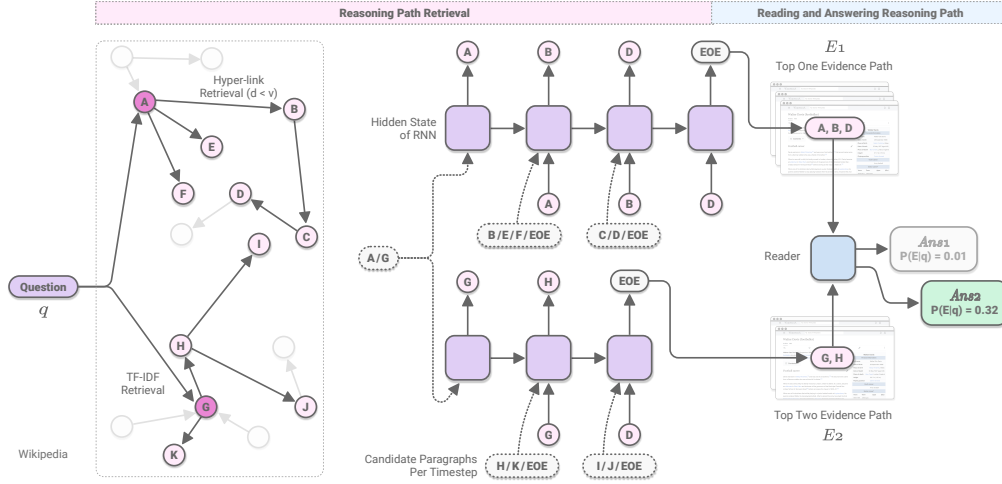 Reasoning Path Retrieval
Reading and Answering Reasoning Path
Hyper-link
Retrieval (d < v)
A
B
E
F
D
C
I
Question
q
H
TF-IDF
Retrieval
G
J
K
Wikipedia
A
B
D
EOE
Hidden State
of RNN
A
B
D
B/E/F/EOE
C/D/EOE
A/G
G
H
EOE
G
D
Candidate Paragraphs
Per Timestep
H/K/EOE
I/J/EOE
E1
Top One Evidence Path
A, B, D
Reader
Ans1
P(E|q) = 0.01
Ans2
P(E|q) = 0.32
G, H
Top Two Evidence Path
E2